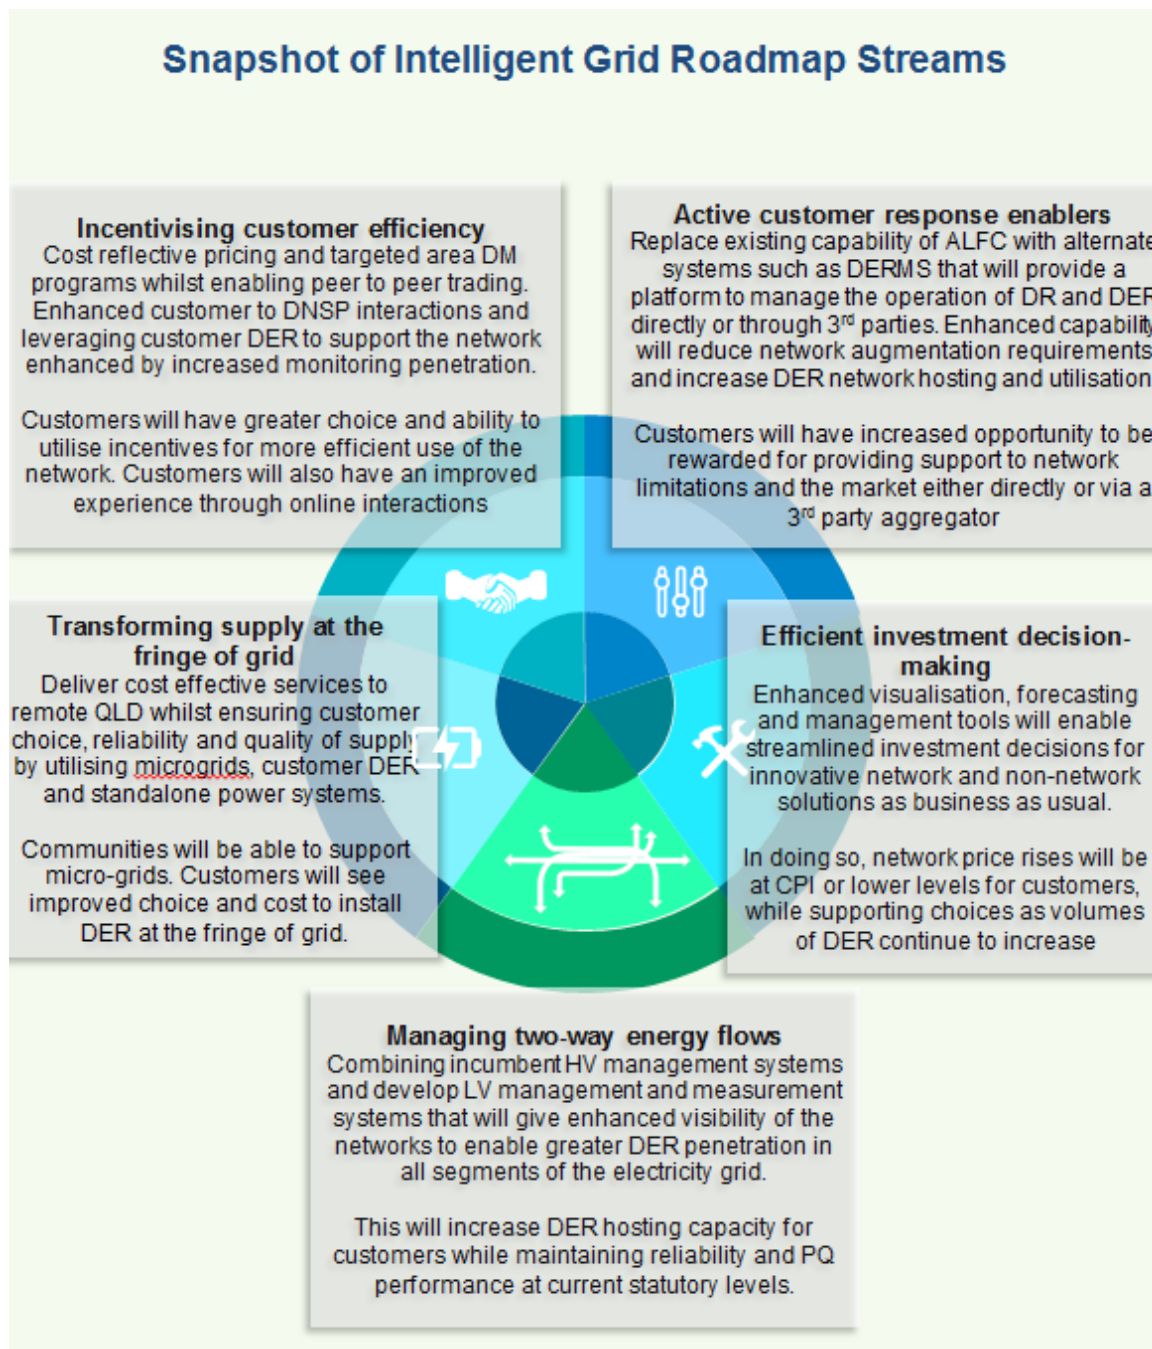 Snapshot of Intelligent Grid Roadmap Streams
Incentivising customer efficiency
Cost reflective pricing and targeted area DM
programs whilst enabling peer to peer trading.
Enhanced customer to DNSP interactions and
leveraging customer DER to support the network
enhanced by increased monitoring penetration.
Customers will have greater choice and ability to
utilise incentives for more efficient use of the
network. Customers will also have an improved
experience through online interactions
Active customer response enablers
Replace existing capability of ALFC with alternate
systems such as DERMS that will provide a
platform to manage the operation of DR and DER
directly or through 3rd parties. Enhanced capability
will reduce network augmentation requirements
and increase DER network hosting and utilisation
Customers will have increased opportunity to be
rewarded for providing support to network
limitations and the market either directly or via a
3rd party aggregator
Transforming supply at the
fringe of grid
Deliver cost effective services to
remote QLD whilst ensuring customer
choice, reliability and quality of supply
by utilising microgrids, customer DER
and standalone power systems.
Communities will be able to support
micro-grids. Customers will see
improved choice and cost to install
DER at the fringe of grid.
Efficient investment decision-
making
Enhanced visualisation, forecasting
and management tools will enable
streamlined investment decisions for
innovative network and non-network
solutions as business as usual.
In doing so, network price rises will be
at CPI or lower levels for customers,
while supporting choices as volumes
of DER continue to increase
Managing two-way energy flows
Combining incumbent HV management systems
and develop LV management and measurement
systems that will give enhanced visibility of the
networks to enable greater DER penetration in
all segments of the electricity grid.
This will increase DER hosting capacity for
customers while maintaining reliability and PQ
performance at current statutory levels.